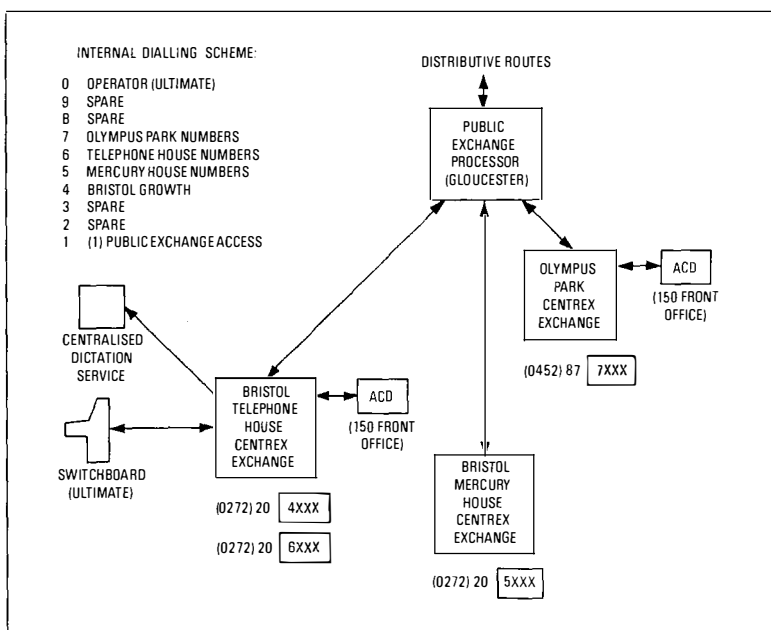 INTERNAL DIALLING SCHEME:
0 OPERATOR (ULTIMATE)
9 SPARE
B SPARE
7 OLYMPUS PARK NUMBERS
6 TELEPHONE HOUSE NUMBERS
5 MERCURY HOUSE NUMBERS
4 BRISTOL GROWTH
3 SPARE
2 SPARE
1 (1) PUBLIC EXCHANGE ACCESS
DISTRIBUTIVE ROUTES
PUBLIC
EXCHANGE
PROCESSOR
(GLOUCESTER)
OLYMPUS
PARK
CENTREX
EXCHANGE
ACD
(150 FRONT
OFFICE)
(0452) 87 7XXX
CENTRALISED
DICTATION
SERVICE
SWITCHBOARD
(ULTIMATE)
BRISTOL
TELEPHONE
HOUSE
CENTREX
EXCHANGE
ACD
(150 FRONT
OFFICE)
(0272) 20 4XXX
(0272) 20 6XXX
BRISTOL
MERCURY
HOUSE
CENTREX
EXCHANGE
(0272) 20 5XXX